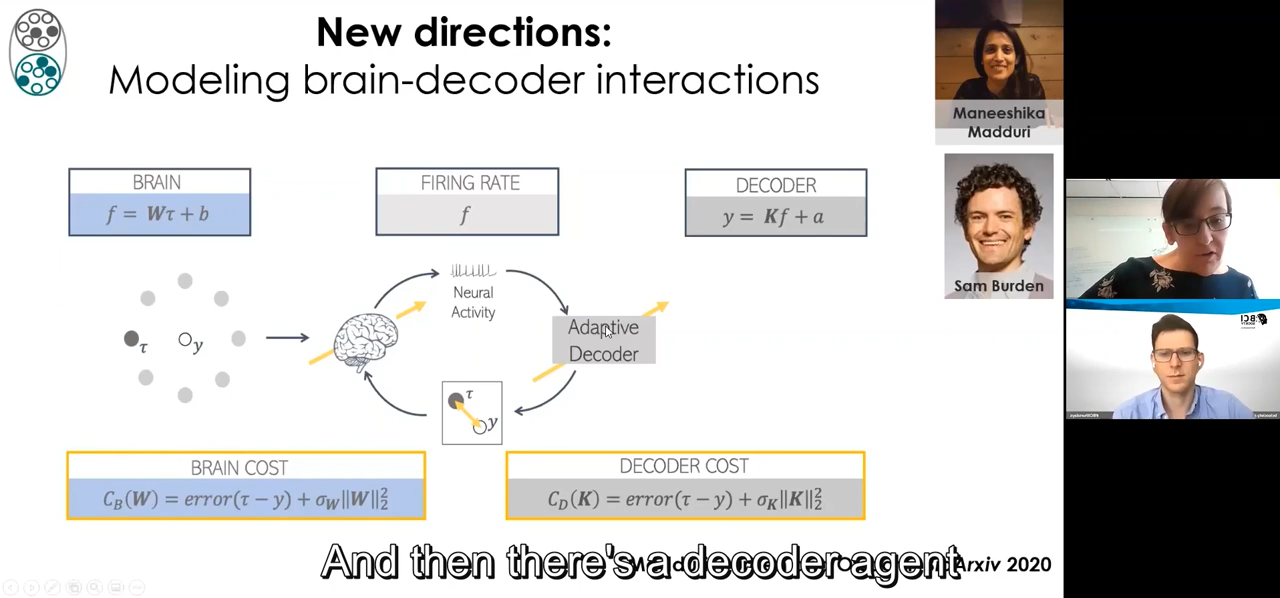 New directions:
Modeling brain-decoder interactions
Maneeshika
Madduri
Sam Burden
BRAIN
f = Wτ + b
FIRING RATE
f
DECODER
y = Kf + a
Neural
Activity
τ
y
Adaptive
Decoder
τ
y
BRAIN COST
C_B(W) = error(τ − y) + σ_W‖W‖₂²
DECODER COST
C_D(K) = error(τ − y) + σ_K‖K‖₂²
And then there's a decoder agent
Arxiv 2020
BCI